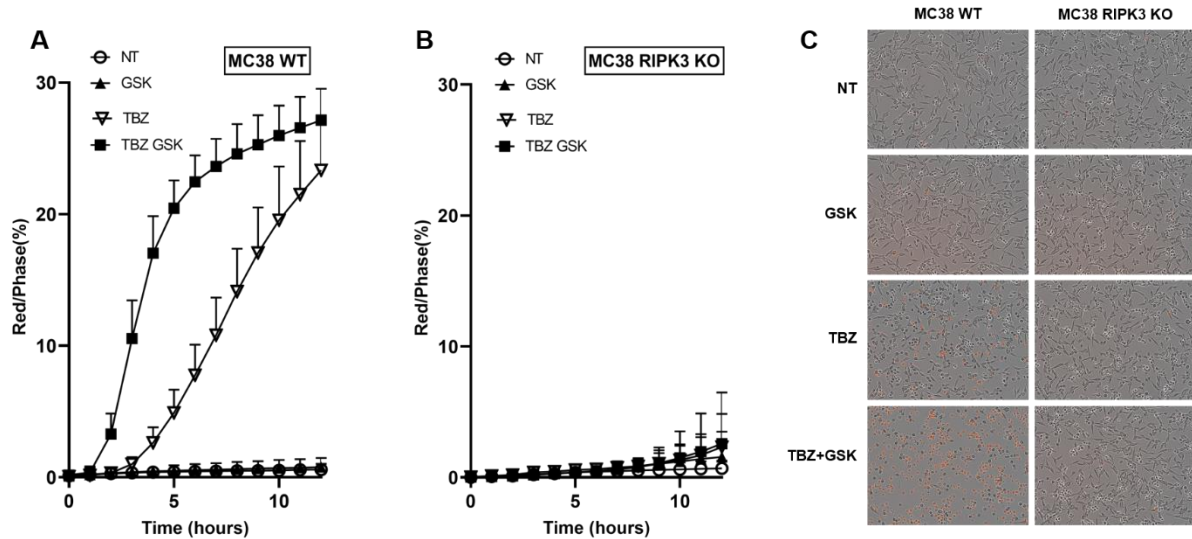 A
MC38 WT
NT
GSK
TBZ
TBZ GSK
30
20
10
0
Red/Phase(%)
0
5
10
Time (hours)
B
MC38 RIPK3 KO
NT
GSK
TBZ
TBZ GSK
30
20
10
0
Red/Phase(%)
0
5
10
Time (hours)
C
MC38 WT
MC38 RIPK3 KO
NT
GSK
TBZ
TBZ+GSK